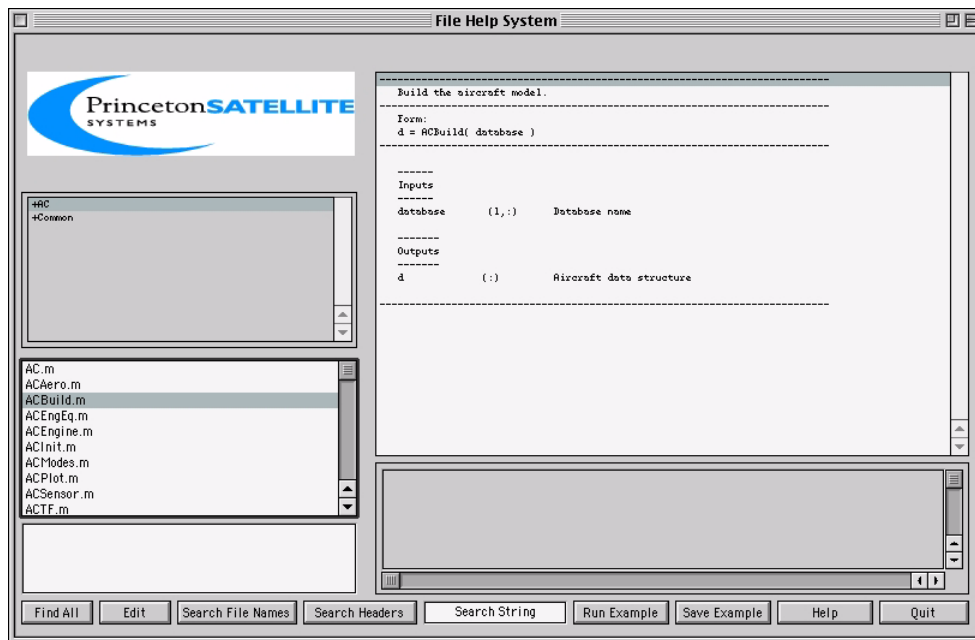 File Help System
PrincetonSATELLITE
SYSTEMS
+AC
+Common
AC.m
ACAero.m
ACBuild.m
ACEngEq.m
ACEngine.m
ACInit.m
ACModes.m
ACPlot.m
ACSensor.m
ACTF.m
--------------------------------------------------------------------------------
Build the aircraft model.
--------------------------------------------------------------------------------
Form:
d = ACBuild( database )
--------------------------------------------------------------------------------
------
Inputs
------
database (1,:) Database name
-------
Outputs
-------
d (:) Aircraft data structure
--------------------------------------------------------------------------------
Find All Edit Search File Names Search Headers Search String Run Example Save Example Help Quit